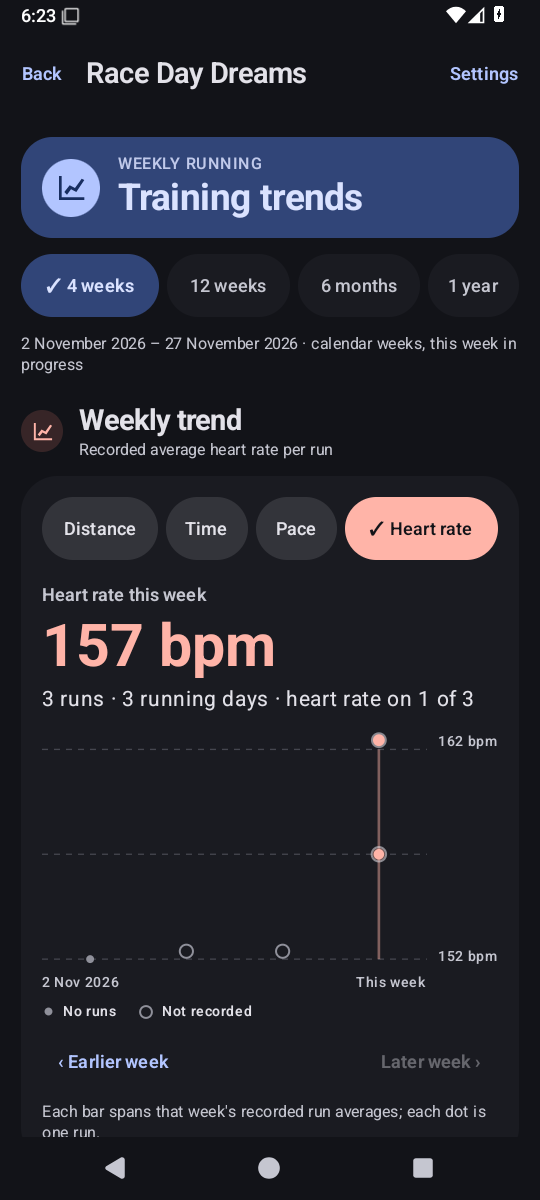 6:23
Back
Race Day Dreams
Settings
WEEKLY RUNNING
Training trends
✓ 4 weeks
12 weeks
6 months
1 year
2 November 2026 – 27 November 2026 · calendar weeks, this week in
progress
Weekly trend
Recorded average heart rate per run
Distance
Time
Pace
✓ Heart rate
Heart rate this week
157 bpm
3 runs · 3 running days · heart rate on 1 of 3
162 bpm
152 bpm
2 Nov 2026
This week
No runs
Not recorded
‹ Earlier week
Later week ›
Each bar spans that week's recorded run averages; each dot is
one run.